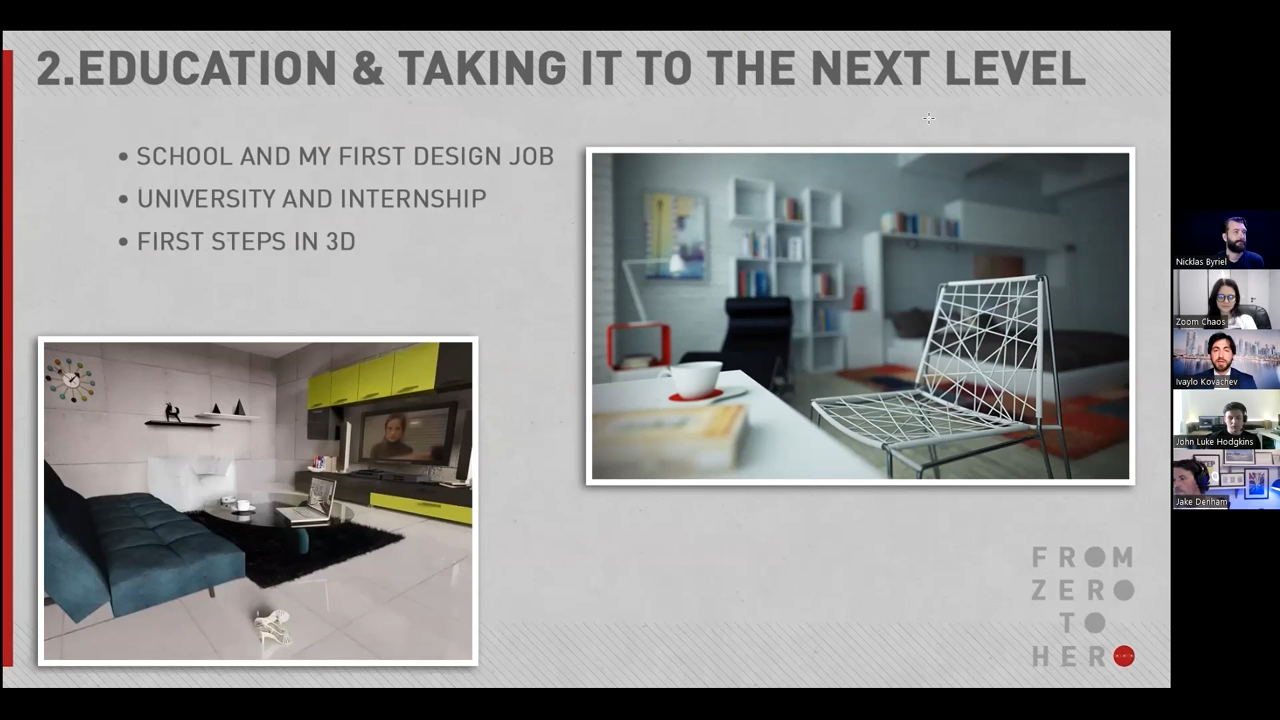 2.EDUCATION & TAKING IT TO THE NEXT LEVEL
• SCHOOL AND MY FIRST DESIGN JOB
• UNIVERSITY AND INTERNSHIP
• FIRST STEPS IN 3D
FROM
ZERO
TO
HERO
Nicklas Byriel
Zoom Chaos
Ivaylo Kovachev
John Luke Hodgkins
Jake Denham